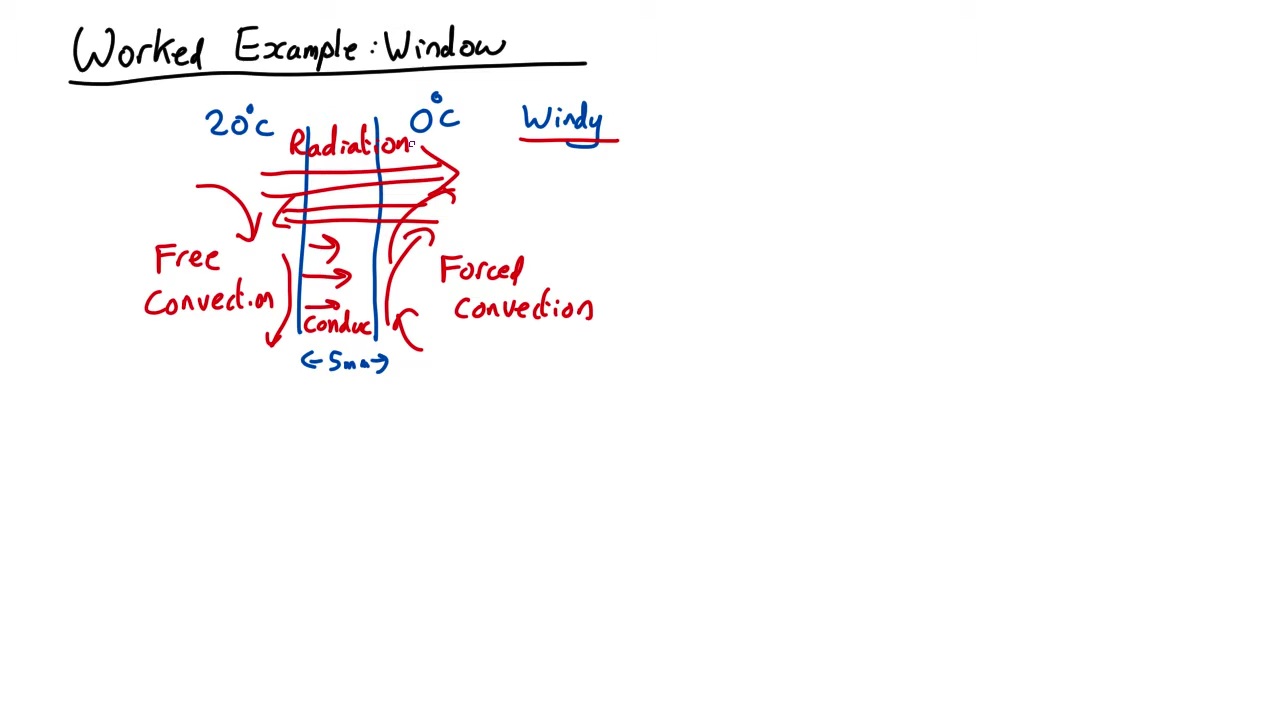 Worked Example: Window
20°C
0°C
Windy
Radiation
Free
Convection
Forced
Convection
Conduc
5mm